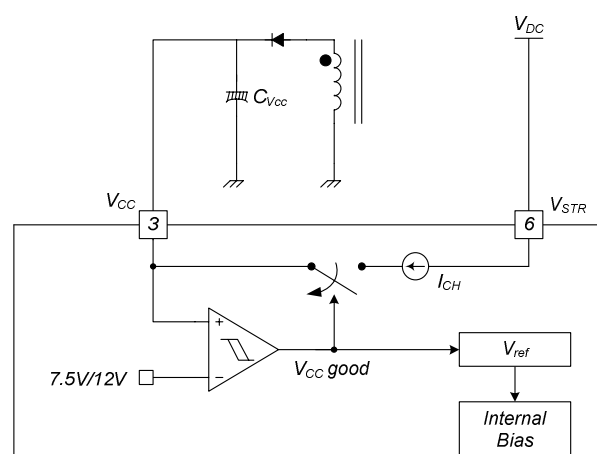 V_DC
C_Vcc
V_CC
3
6
V_STR
I_CH
+
−
7.5V/12V
V_CC good
V_ref
Internal
Bias